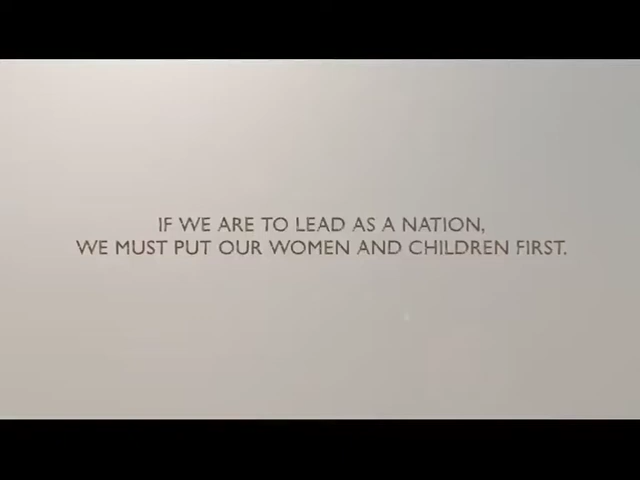 IF WE ARE TO LEAD AS A NATION,
WE MUST PUT OUR WOMEN AND CHILDREN FIRST.